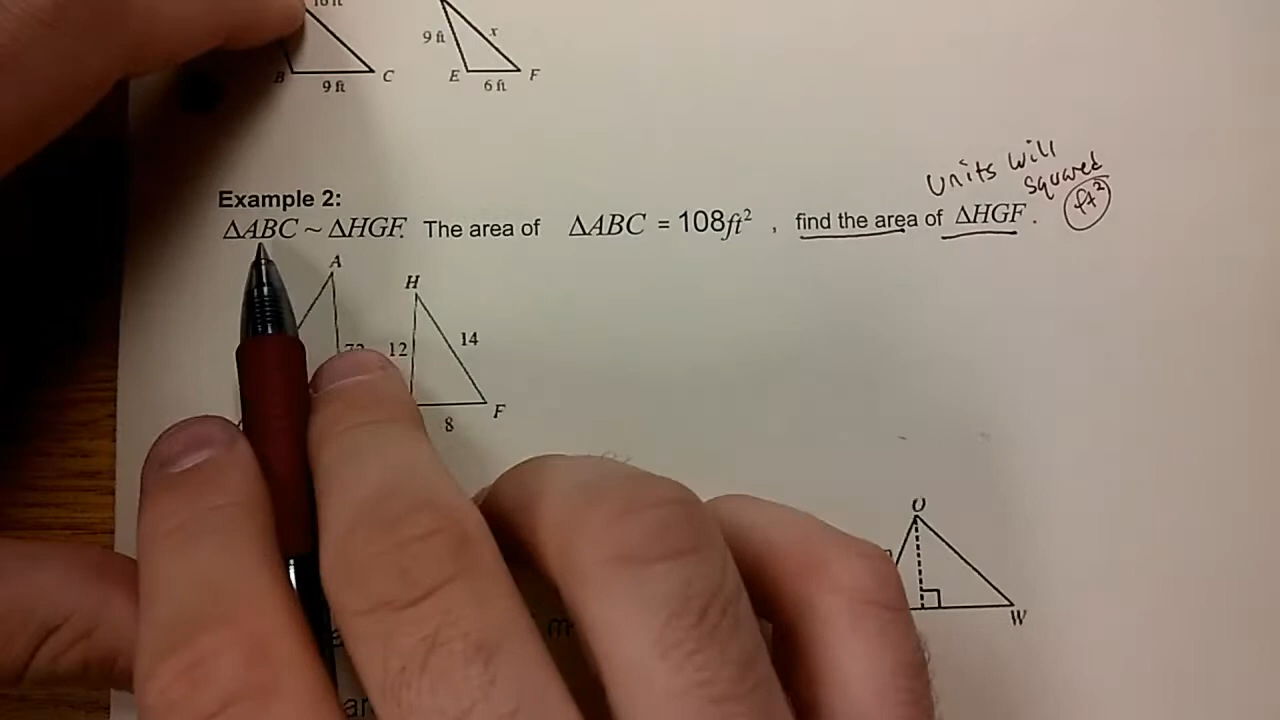 B
9 ft
C
9 ft
x
E
6 ft
F
Units will
squared
ft²
Example 2:
ΔABC ~ ΔHGF. The area of ΔABC = 108ft² , find the area of ΔHGF .
A
H
12
14
8
F
O
W